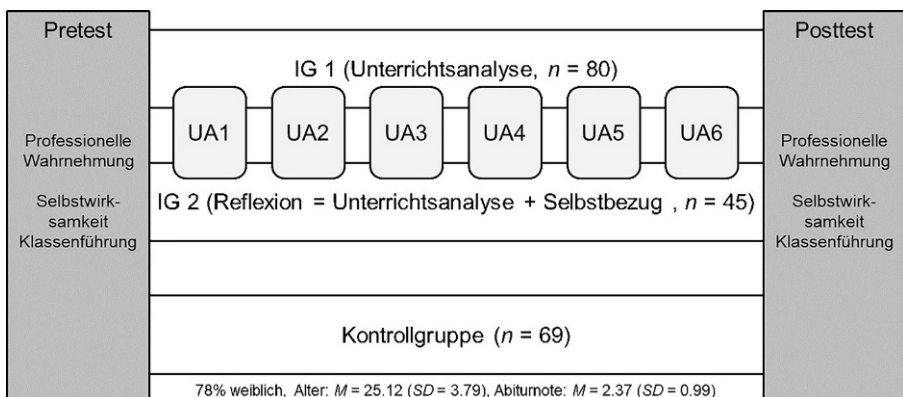 Pretest
Professionelle
Wahrnehmung
Selbstwirk-
samkeit
Klassenführung
IG 1 (Unterrichtsanalyse, n = 80)
UA1 UA2 UA3 UA4 UA5 UA6
IG 2 (Reflexion = Unterrichtsanalyse + Selbstbezug , n = 45)
Kontrollgruppe (n = 69)
78% weiblich, Alter: M = 25.12 (SD = 3.79), Abiturnote: M = 2.37 (SD = 0.99)
Posttest
Professionelle
Wahrnehmung
Selbstwirk-
samkeit
Klassenführung